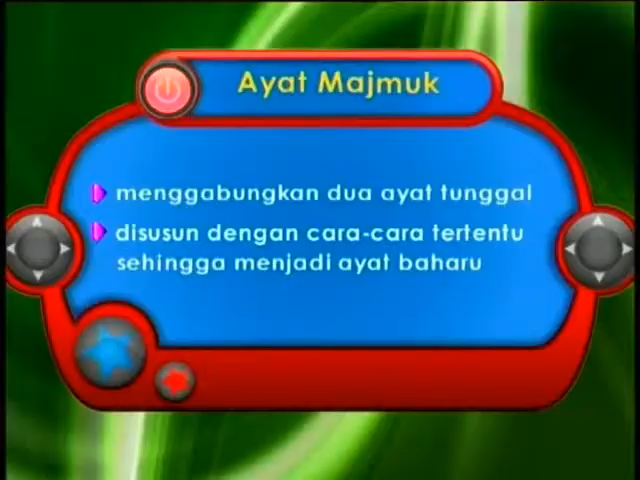 Ayat Majmuk
menggabungkan dua ayat tunggal
disusun dengan cara-cara tertentu
sehingga menjadi ayat baharu